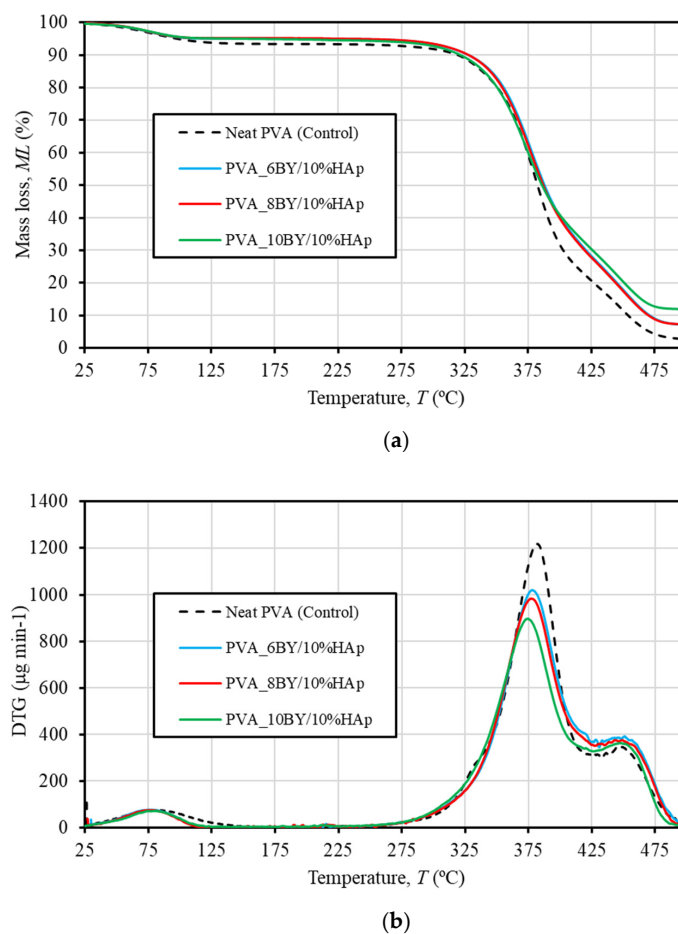 100
90
80
70
60
50
40
30
20
10
0
Mass loss, ML (%)
Neat PVA (Control)
PVA_6BY/10%HAp
PVA_8BY/10%HAp
PVA_10BY/10%HAp
25 75 125 175 225 275 325 375 425 475
Temperature, T (ºC)
(a)
1400
1200
1000
800
600
400
200
0
DTG (µg min-1)
Neat PVA (Control)
PVA_6BY/10%HAp
PVA_8BY/10%HAp
PVA_10BY/10%HAp
25 75 125 175 225 275 325 375 425 475
Temperature, T (ºC)
(b)